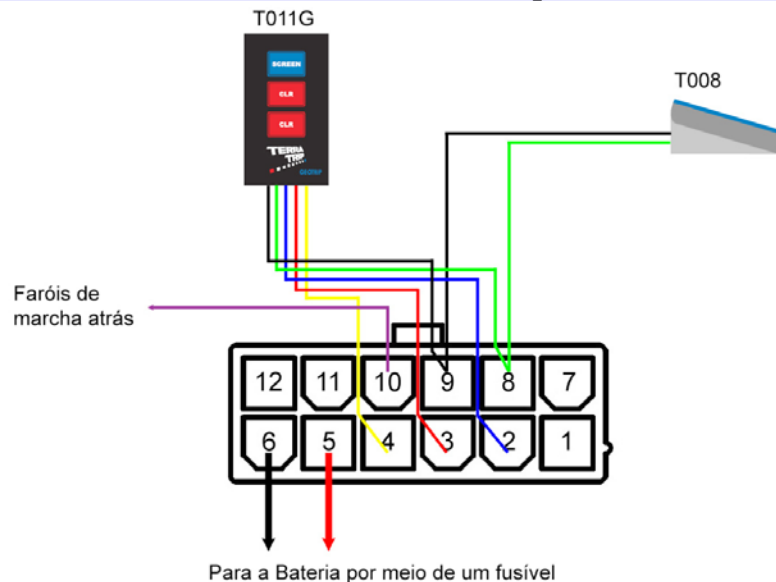 T011G
SCREEN
CLR
CLR
TERRA
TRIP
GEOTRIP
T008
Faróis de
marcha atrás
12 11 10 9 8 7
6 5 4 3 2 1
Para a Bateria por meio de um fusível